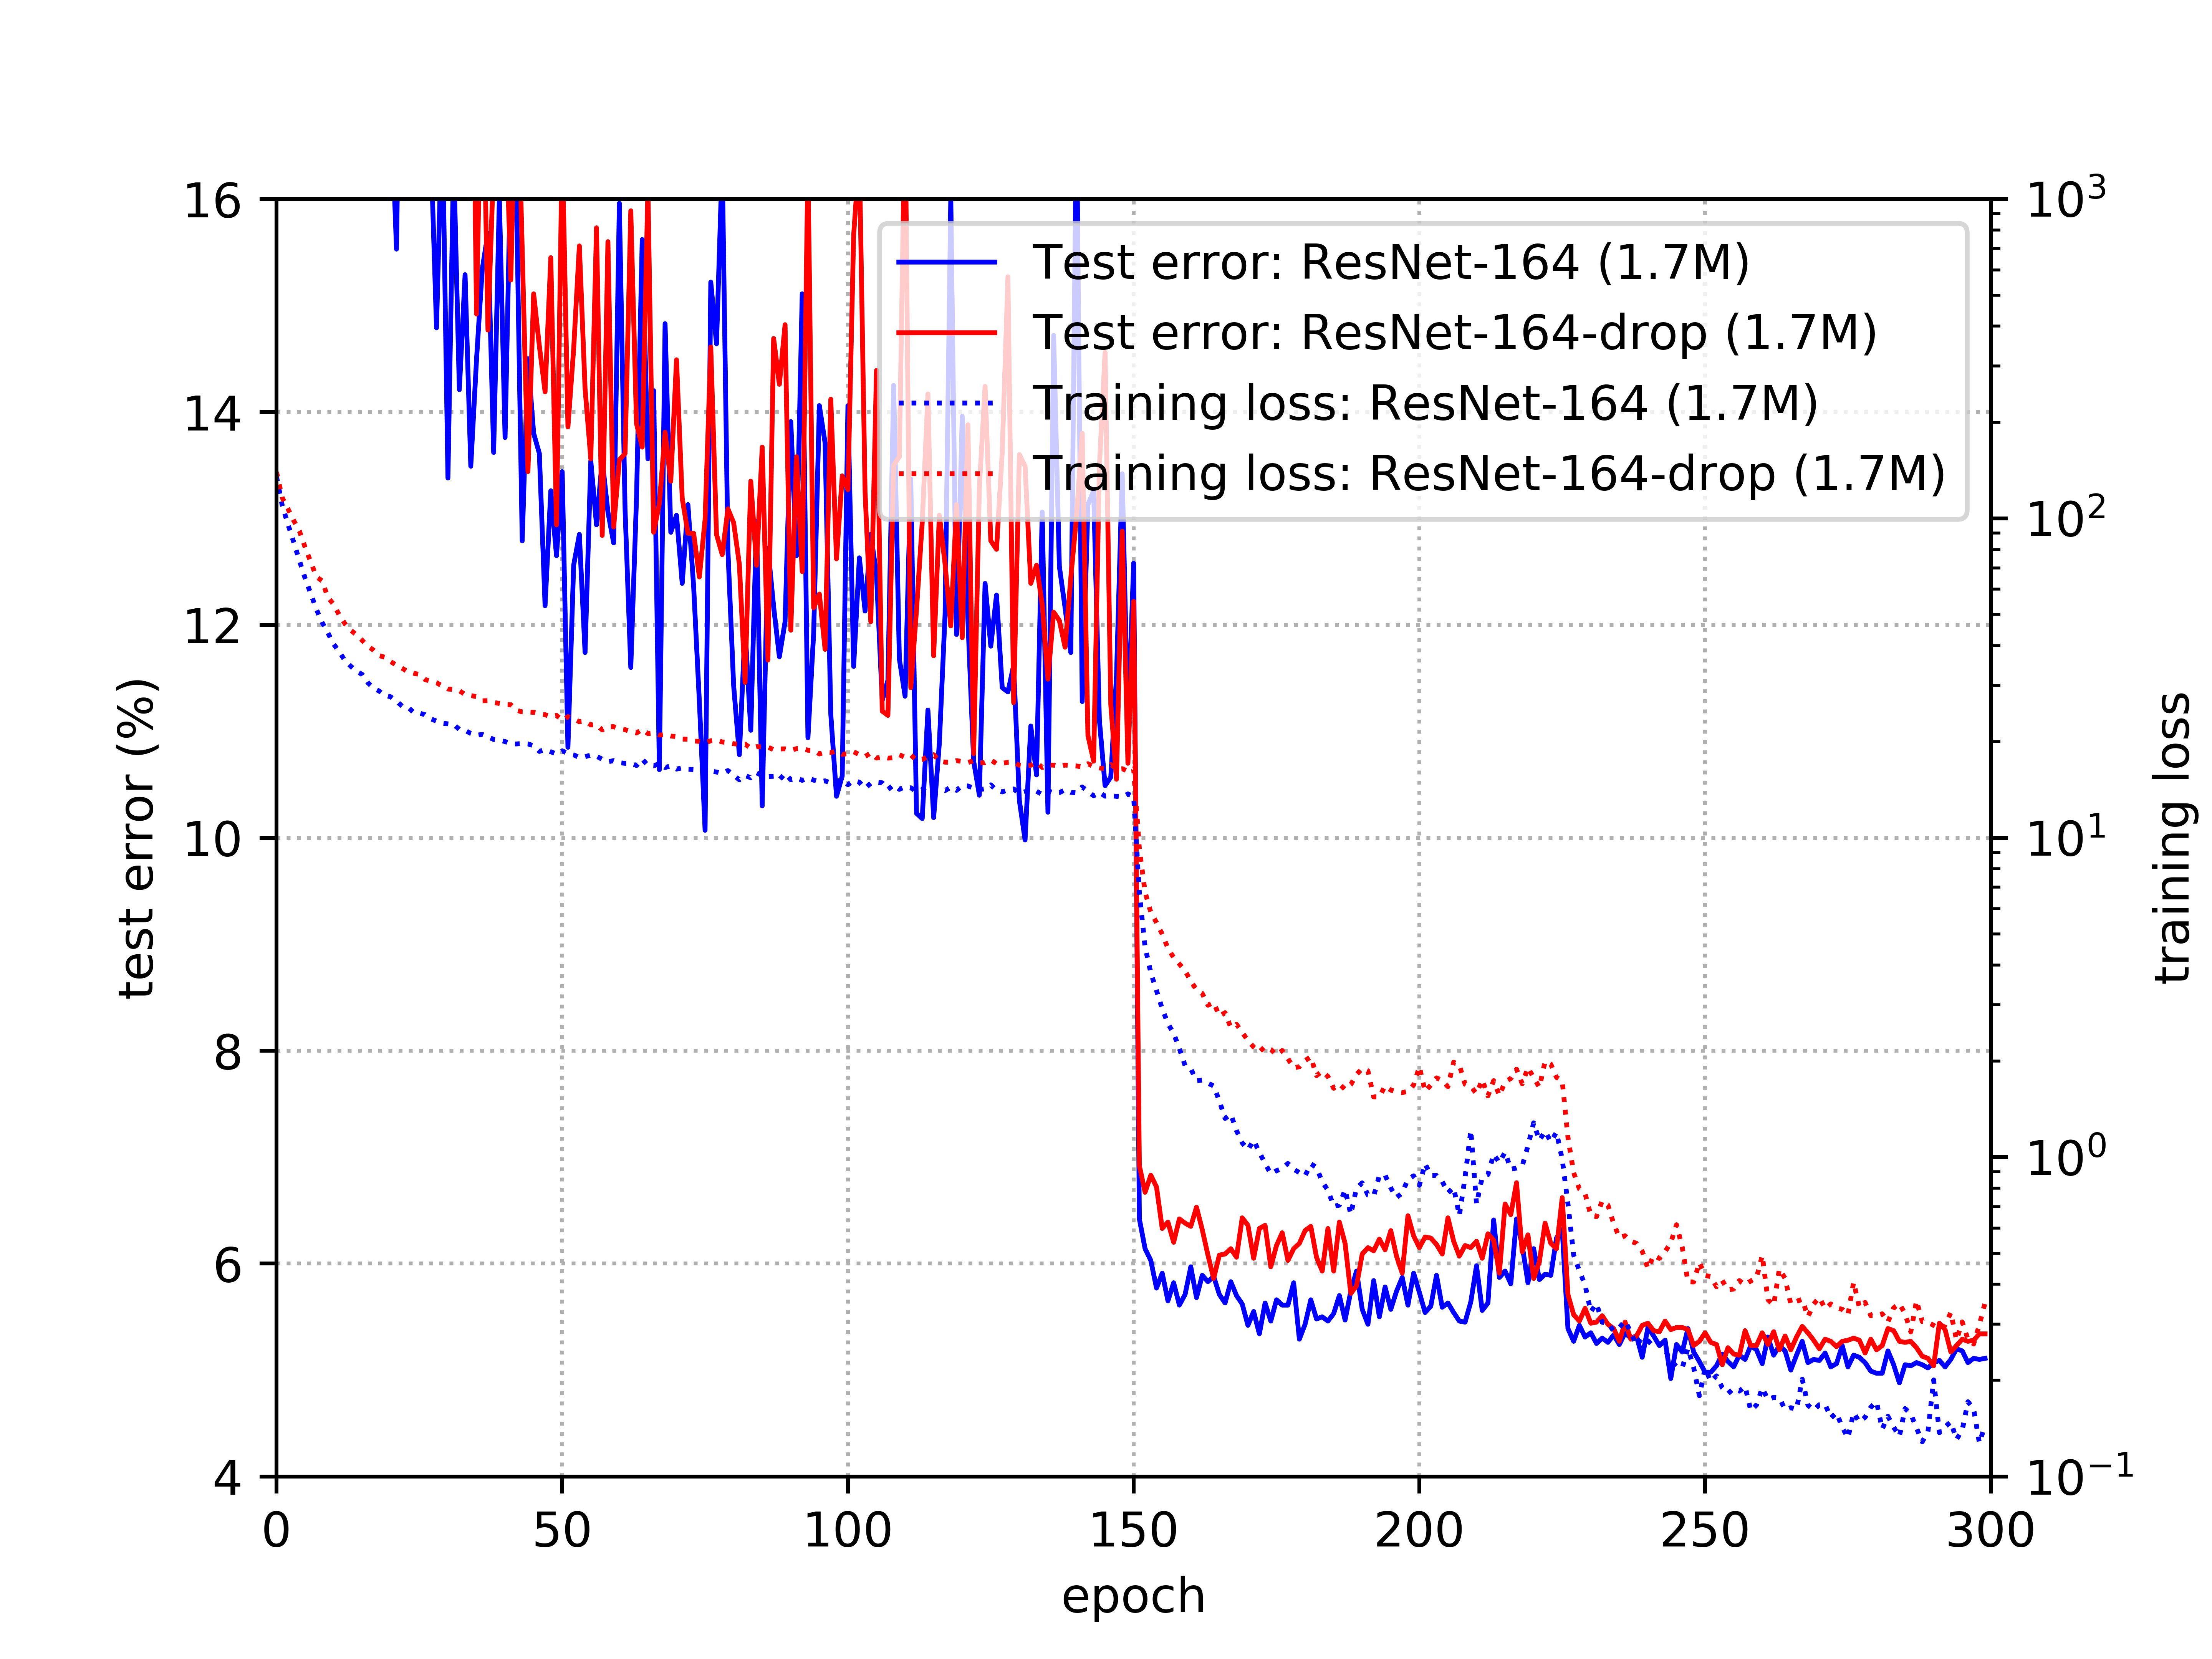 16
14
12
10
8
6
4
test error (%)
10³
10²
10¹
10⁰
10⁻¹
training loss
Test error: ResNet-164 (1.7M)
Test error: ResNet-164-drop (1.7M)
Training loss: ResNet-164 (1.7M)
Training loss: ResNet-164-drop (1.7M)
0 50 100 150 200 250 300
epoch